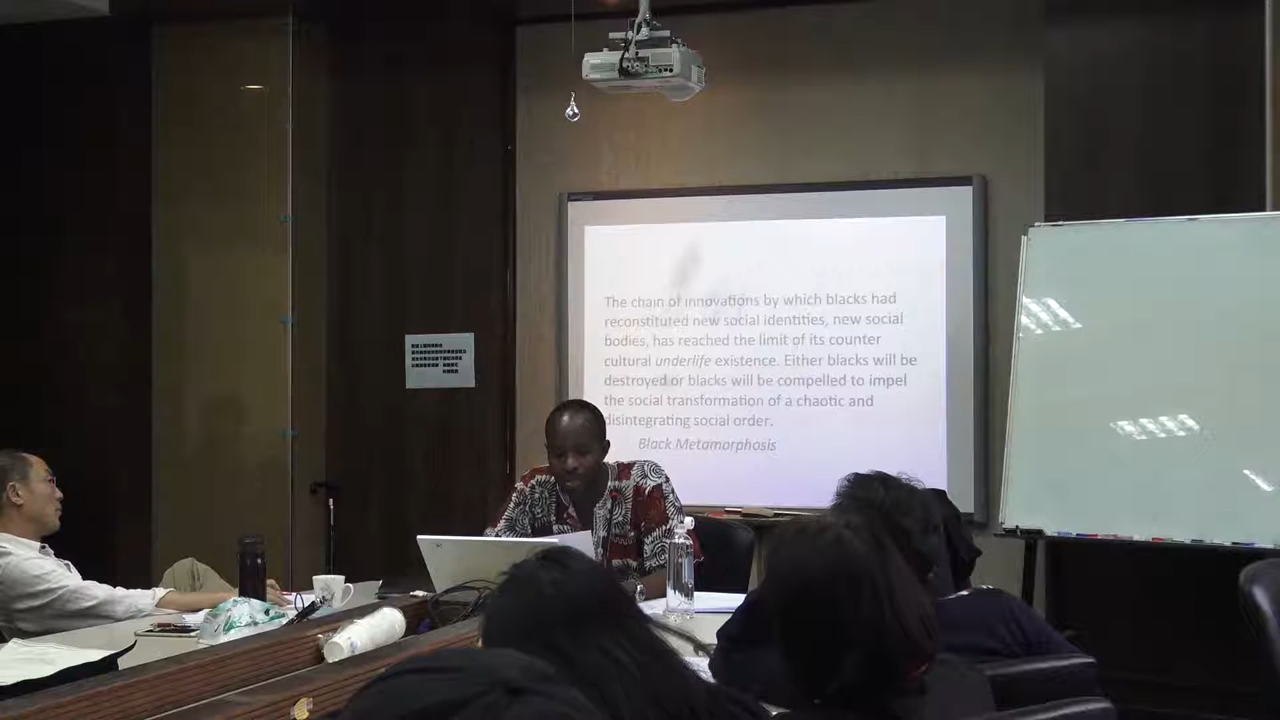 The chain of innovations by which blacks had
reconstituted new social identities, new social
bodies, has reached the limit of its counter
cultural underlife existence. Either blacks will be
destroyed or blacks will be compelled to impel
the social transformation of a chaotic and
disintegrating social order.
Black Metamorphosis